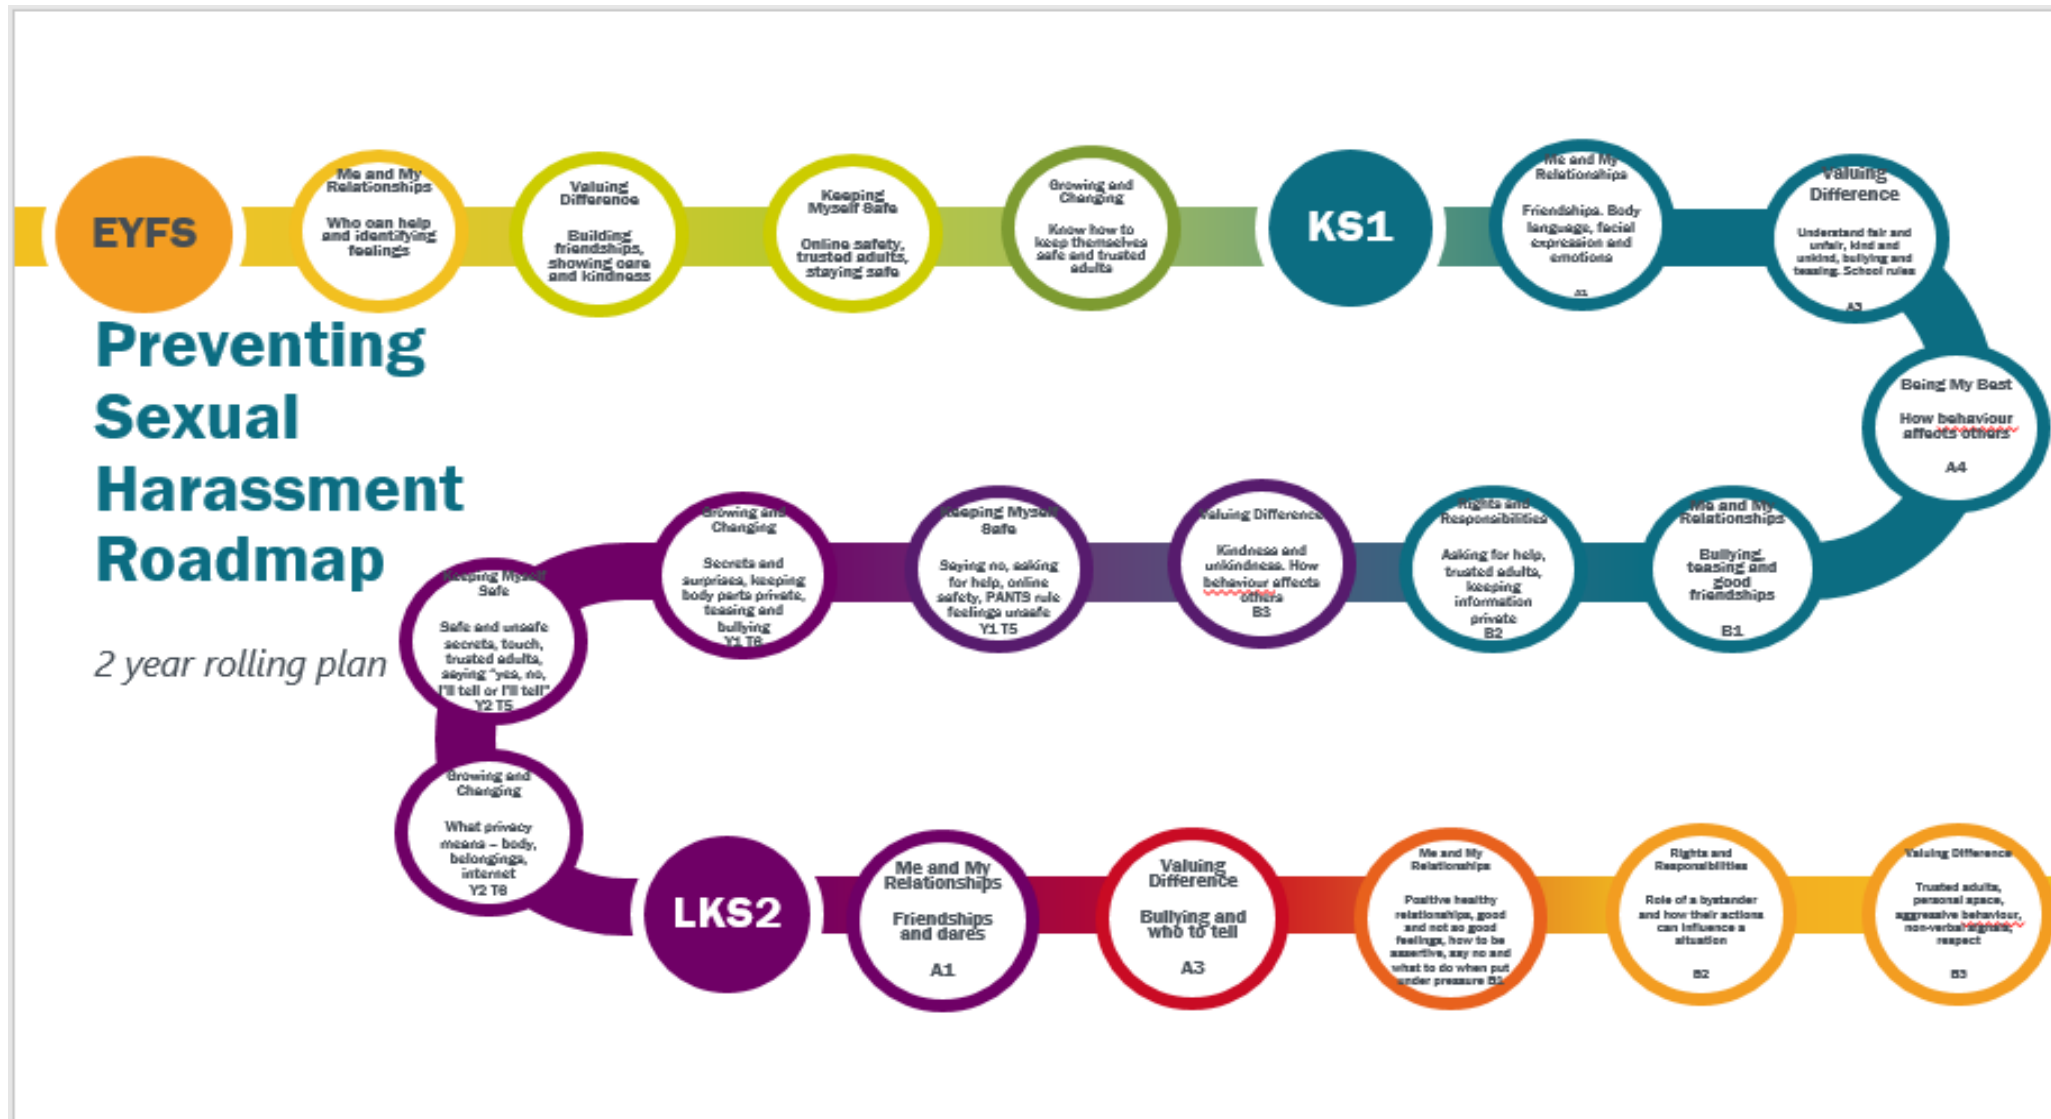 EYFS
Me and My
Relationships
Who can help
and identifying
feelings
Valuing
Difference
Building
friendships,
showing care
and kindness
Keeping
Myself Safe
Online safety,
trusted adults,
staying safe
Growing and
Changing
Know how to
keep themselves
safe and trusted
adults
KS1
Me and My
Relationships
Friendships. Body
language, facial
expression and
emotions
A1
Valuing
Difference
Understand fair and
unfair, kind and
unkind, bullying and
teasing. School rules
A3
Being My Best
How behaviour
affects others
A4
Me and My
Relationships
Bullying,
teasing and
good
friendships
B1
Rights and
Responsibilities
Asking for help,
trusted adults,
keeping
information
private
B2
Valuing Difference
Kindness and
unkindness. How
behaviour affects
others
B3
Keeping Myself
Safe
Saying no, asking
for help, online
safety, PANTS rule
feelings unsafe
Y1 T5
Growing and
Changing
Secrets and
surprises, keeping
body parts private,
teasing and
bullying
Y1 T6
Keeping Myself
Safe
Safe and unsafe
secrets, touch,
trusted adults,
saying "yes, no,
I'll tell or I'll tell"
Y2 T5
Growing and
Changing
What privacy
means – body,
belongings,
internet
Y2 T6
LKS2
Me and My
Relationships
Friendships
and dares
A1
Valuing
Difference
Bullying and
who to tell
A3
Me and My
Relationships
Positive healthy
relationships, good
and not so good
feelings, how to be
assertive, say no and
what to do when put
under pressure B1
Rights and
Responsibilities
Role of a bystander
and how their actions
can influence a
situation
B2
Valuing Difference
Trusted adults,
personal space,
aggressive behaviour,
non-verbal signals,
respect
B3
Preventing
Sexual
Harassment
Roadmap
2 year rolling plan